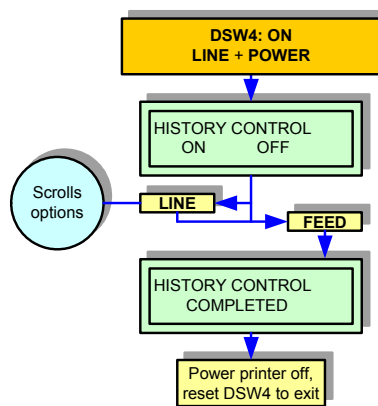 DSW4: ON
LINE + POWER
HISTORY CONTROL
ON OFF
Scrolls
options
LINE
FEED
HISTORY CONTROL
COMPLETED
Power printer off,
reset DSW4 to exit